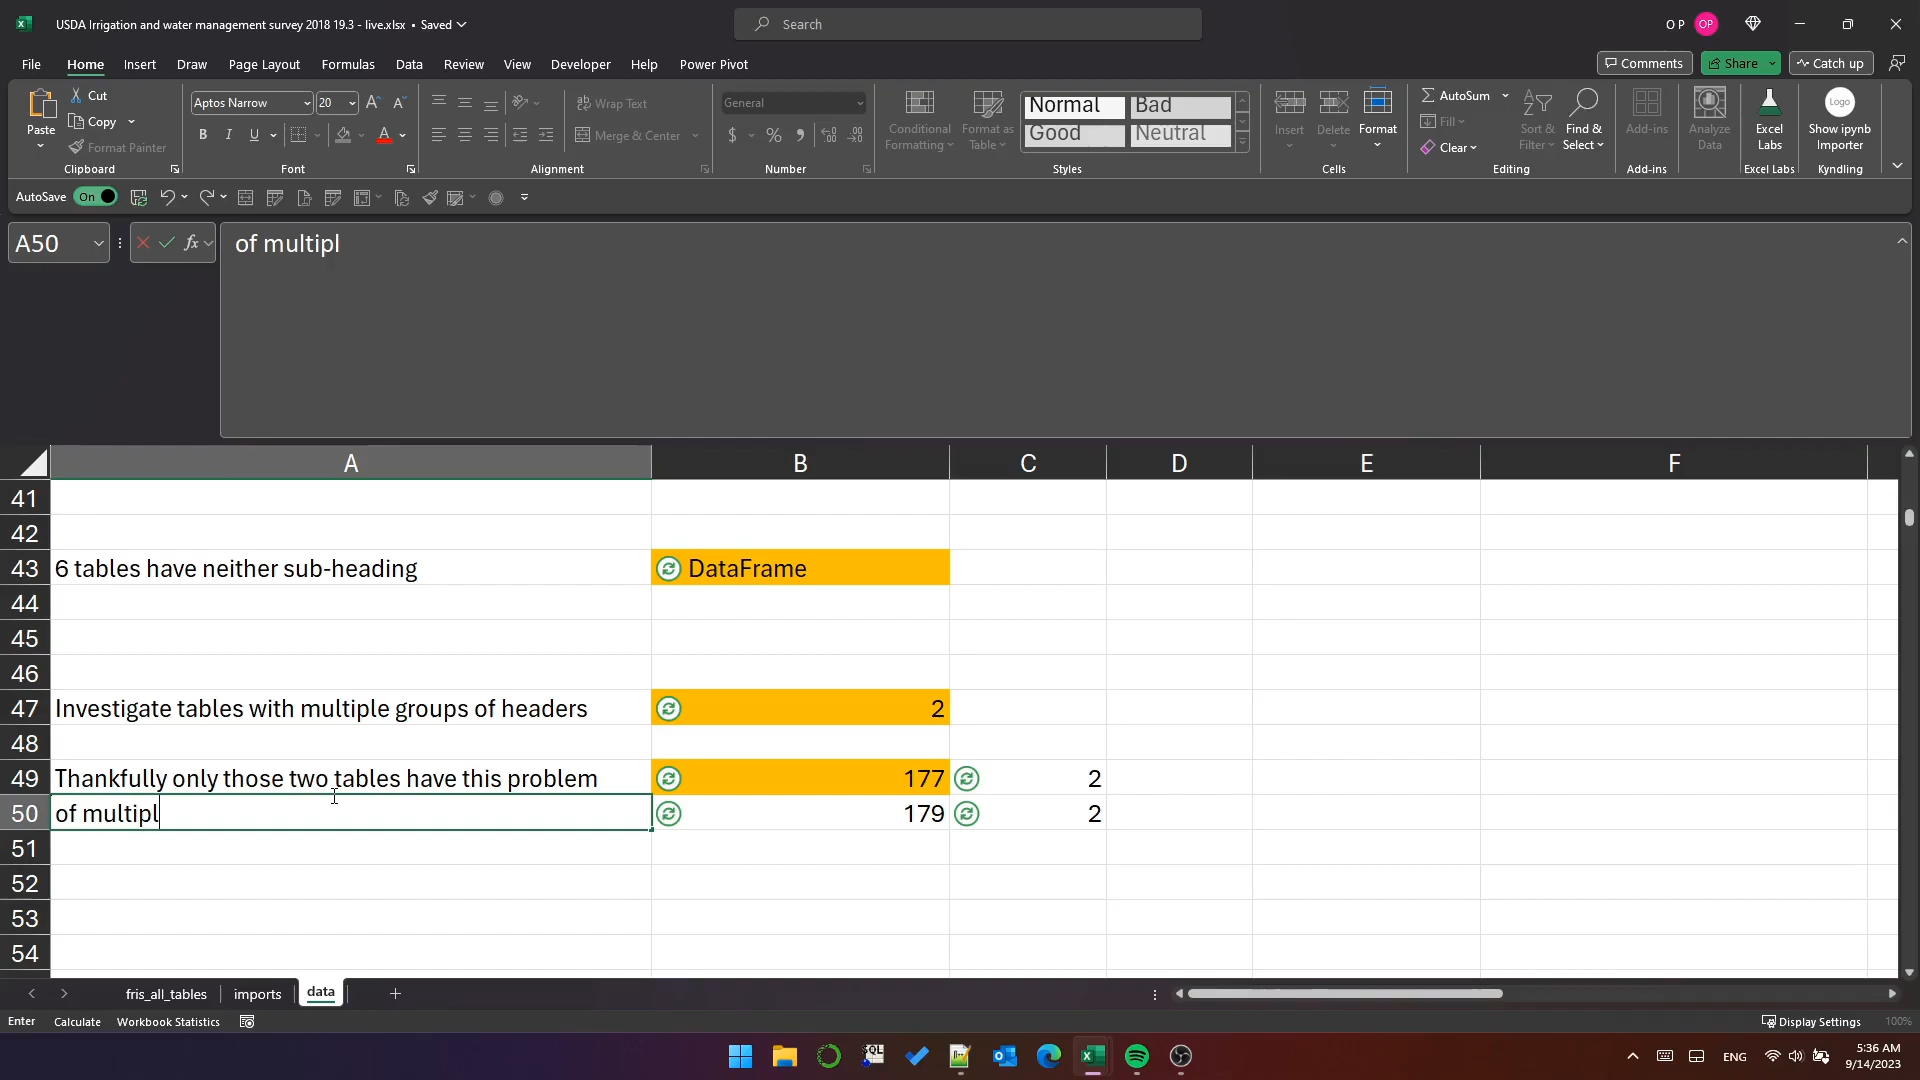 USDA Irrigation and water management survey 2018 19.3 - live.xlsx • Saved
Search
O P OP
File Home Insert Draw Page Layout Formulas Data Review View Developer Help Power Pivot
Comments Share Catch up
Paste
Cut
Copy
Format Painter
Clipboard
Aptos Narrow 20
B I U
Font
Wrap Text
Merge & Center
Alignment
General
$ % ,
Number
Conditional Formatting
Format as Table
Normal Bad
Good Neutral
Styles
Insert Delete Format
Cells
AutoSum
Fill
Clear
Sort & Filter
Find & Select
Editing
Add-ins
Add-ins
Analyze Data
Excel Labs
Excel Labs
Logo
Show ipynb Importer
Kyndling
AutoSave On
A50 fx of multipl
A B C D E F
41
42
43 6 tables have neither sub-heading DataFrame
44
45
46
47 Investigate tables with multiple groups of headers 2
48
49 Thankfully only those two tables have this problem 177 2
50 of multipl 179 2
51
52
53
54
fris_all_tables imports data
Enter Calculate Workbook Statistics Display Settings 100%
SQL
ENG
5:36 AM
9/14/2023